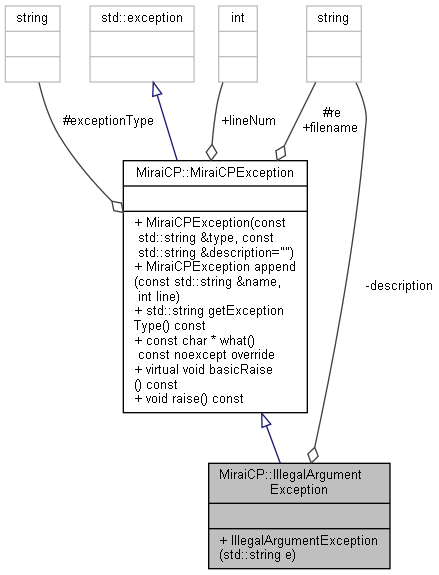 string
std::exception
int
string
#exceptionType
+lineNum
#re
+filename
MiraiCP::MiraiCPException
+ MiraiCPException(const
std::string &type, const
std::string &description="")
+ MiraiCPException append
(const std::string &name,
int line)
+ std::string getException
Type() const
+ const char * what()
const noexcept override
+ virtual void basicRaise
() const
+ void raise() const
-description
MiraiCP::IllegalArgument
Exception
+ IllegalArgumentException
(std::string e)